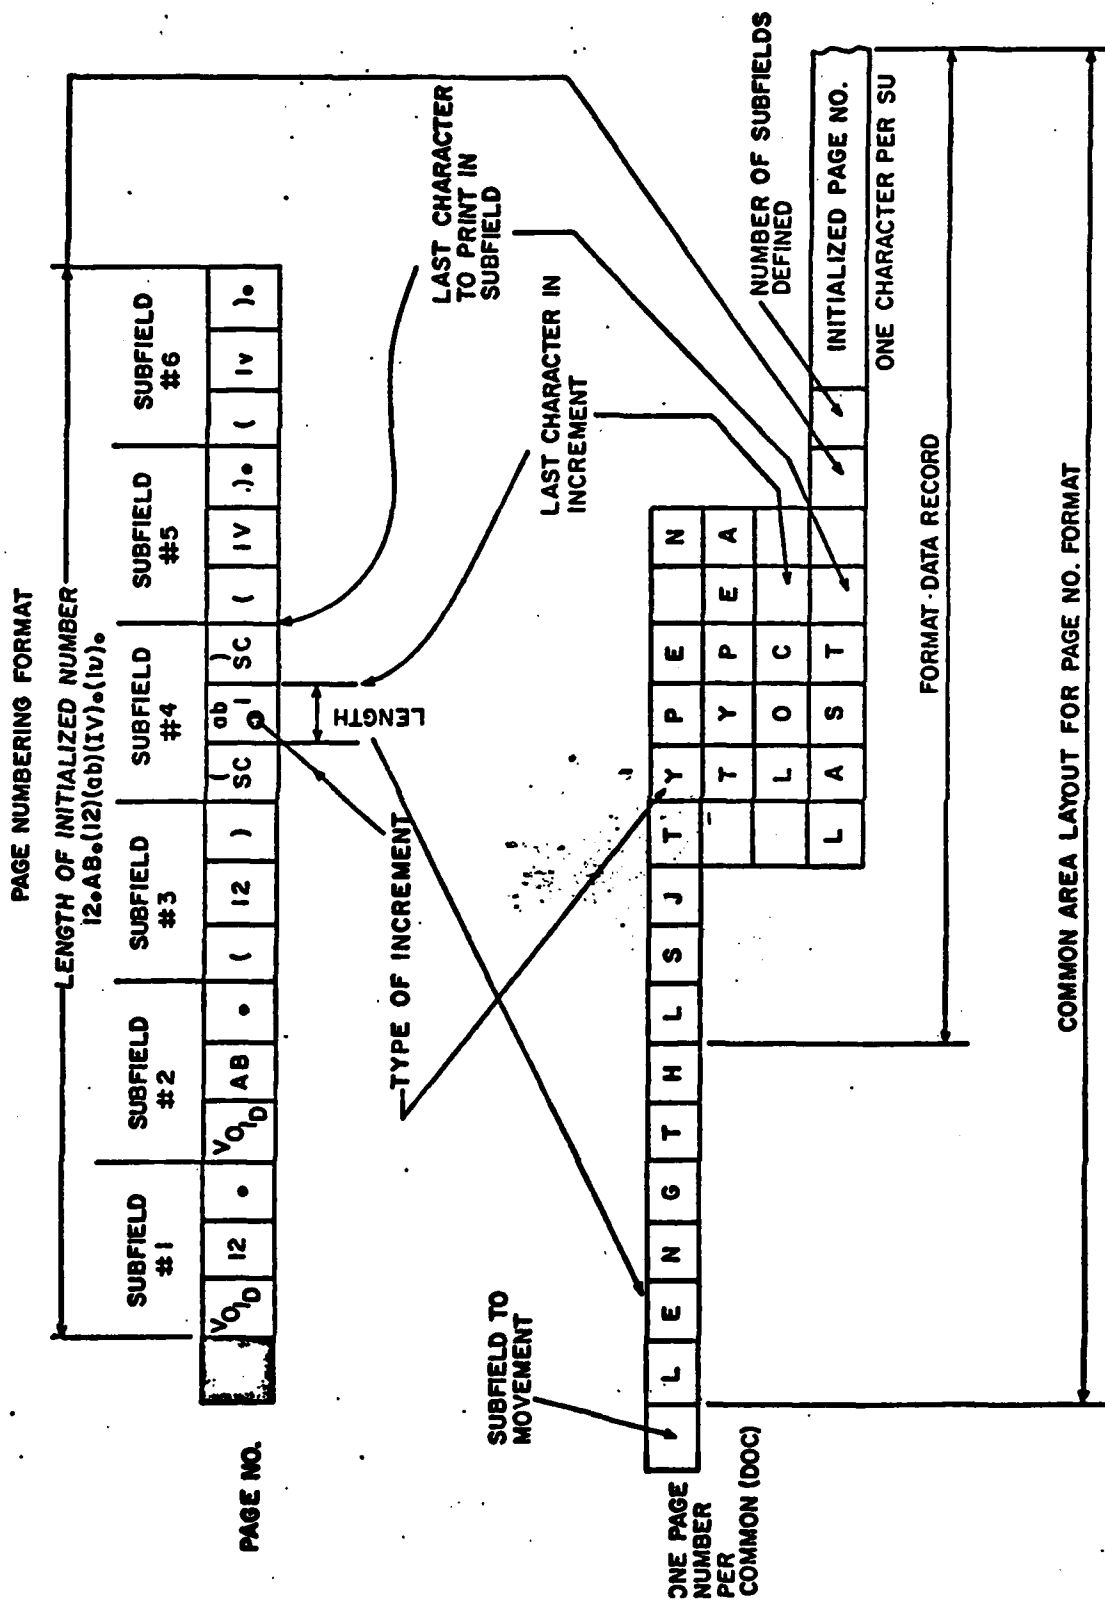 PAGE NUMBERING FORMAT
LENGTH OF INITIALIZED NUMBER
12.AB.(12)(ab)(IV).(iv).
SUBFIELD
#1
SUBFIELD
#2
SUBFIELD
#3
SUBFIELD
#4
SUBFIELD
#5
SUBFIELD
#6
PAGE NO.
VOID 12 • VOID AB • ( 12 ) ( SC ab 1 ) SC ( IV ). ( iv ).
LENGTH
TYPE OF INCREMENT
LAST CHARACTER IN
INCREMENT
LAST CHARACTER
TO PRINT IN
SUBFIELD
SUBFIELD TO
MOVEMENT
NUMBER OF SUBFIELDS
DEFINED
ONE PAGE
NUMBER
PER
COMMON (DOC)
L E N G T H L S J T Y P E N
T Y P E A
L O C
L A S T
INITIALIZED PAGE NO.
ONE CHARACTER PER SU
FORMAT-DATA RECORD
COMMON AREA LAYOUT FOR PAGE NO. FORMAT